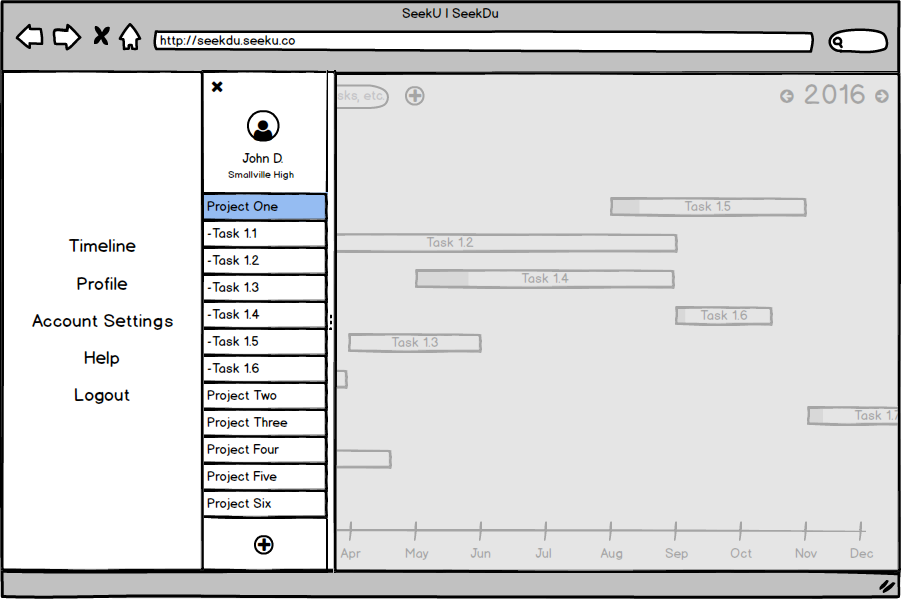 SeekU | SeekDu
http://seekdu.seeku.co
Timeline
Profile
Account Settings
Help
Logout
John D.
Smallville High
Project One
-Task 1.1
-Task 1.2
-Task 1.3
-Task 1.4
-Task 1.5
-Task 1.6
Project Two
Project Three
Project Four
Project Five
Project Six
sks, etc.
2016
Task 1.5
Task 1.2
Task 1.4
Task 1.6
Task 1.3
Task 1.7
Apr May Jun Jul Aug Sep Oct Nov Dec